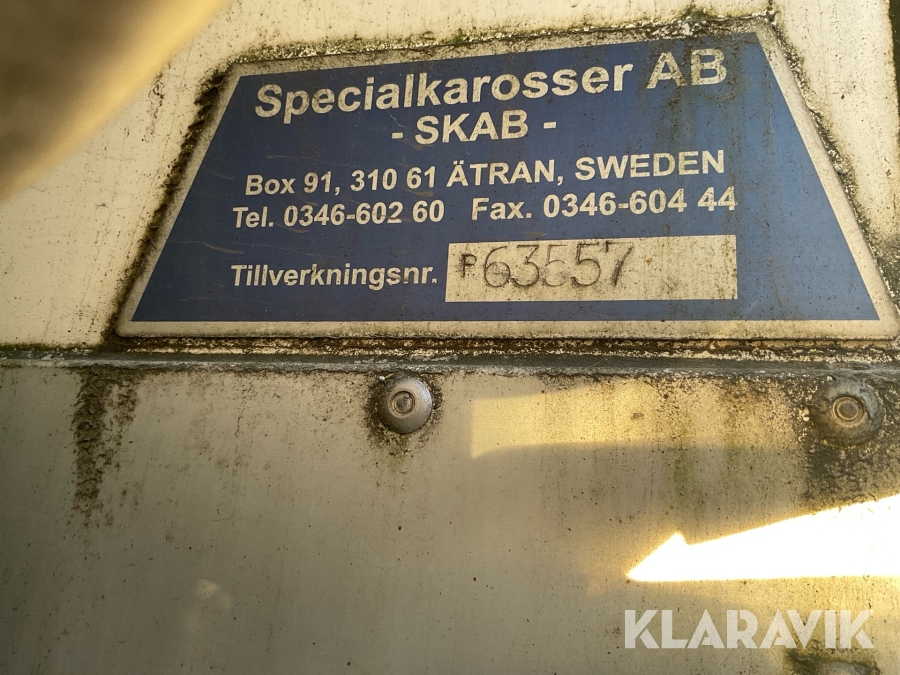 Specialkarosser AB
- SKAB -
Box 91, 310 61 ÄTRAN, SWEDEN
Tel. 0346-602 60 Fax. 0346-604 44
Tillverkningsnr. P63557
KLARAVIK